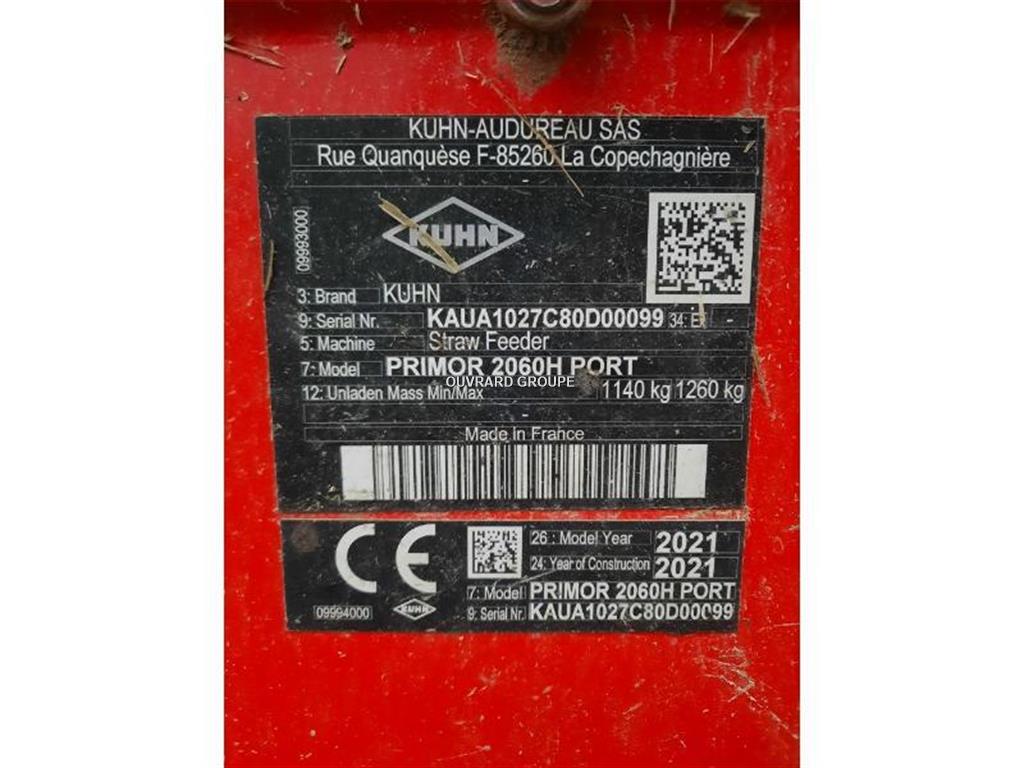 KUHN-AUDUREAU SAS
Rue Quanquèse F-85260 La Copechagnière
09993000
KUHN
3: Brand KUHN
9: Serial Nr. KAUA1027C80D00099 34: -
5: Machine Straw Feeder
7: Model PRIMOR 2060H PORT
OUVRARD GROUPE
12: Unladen Mass Min/Max 1140 kg 1260 kg
-
Made in France
CE
26 : Model Year 2021
24: Year of Construction 2021
7: Model PRIMOR 2060H PORT
09994000 KUHN 9: Serial Nr. KAUA1027C80D00099